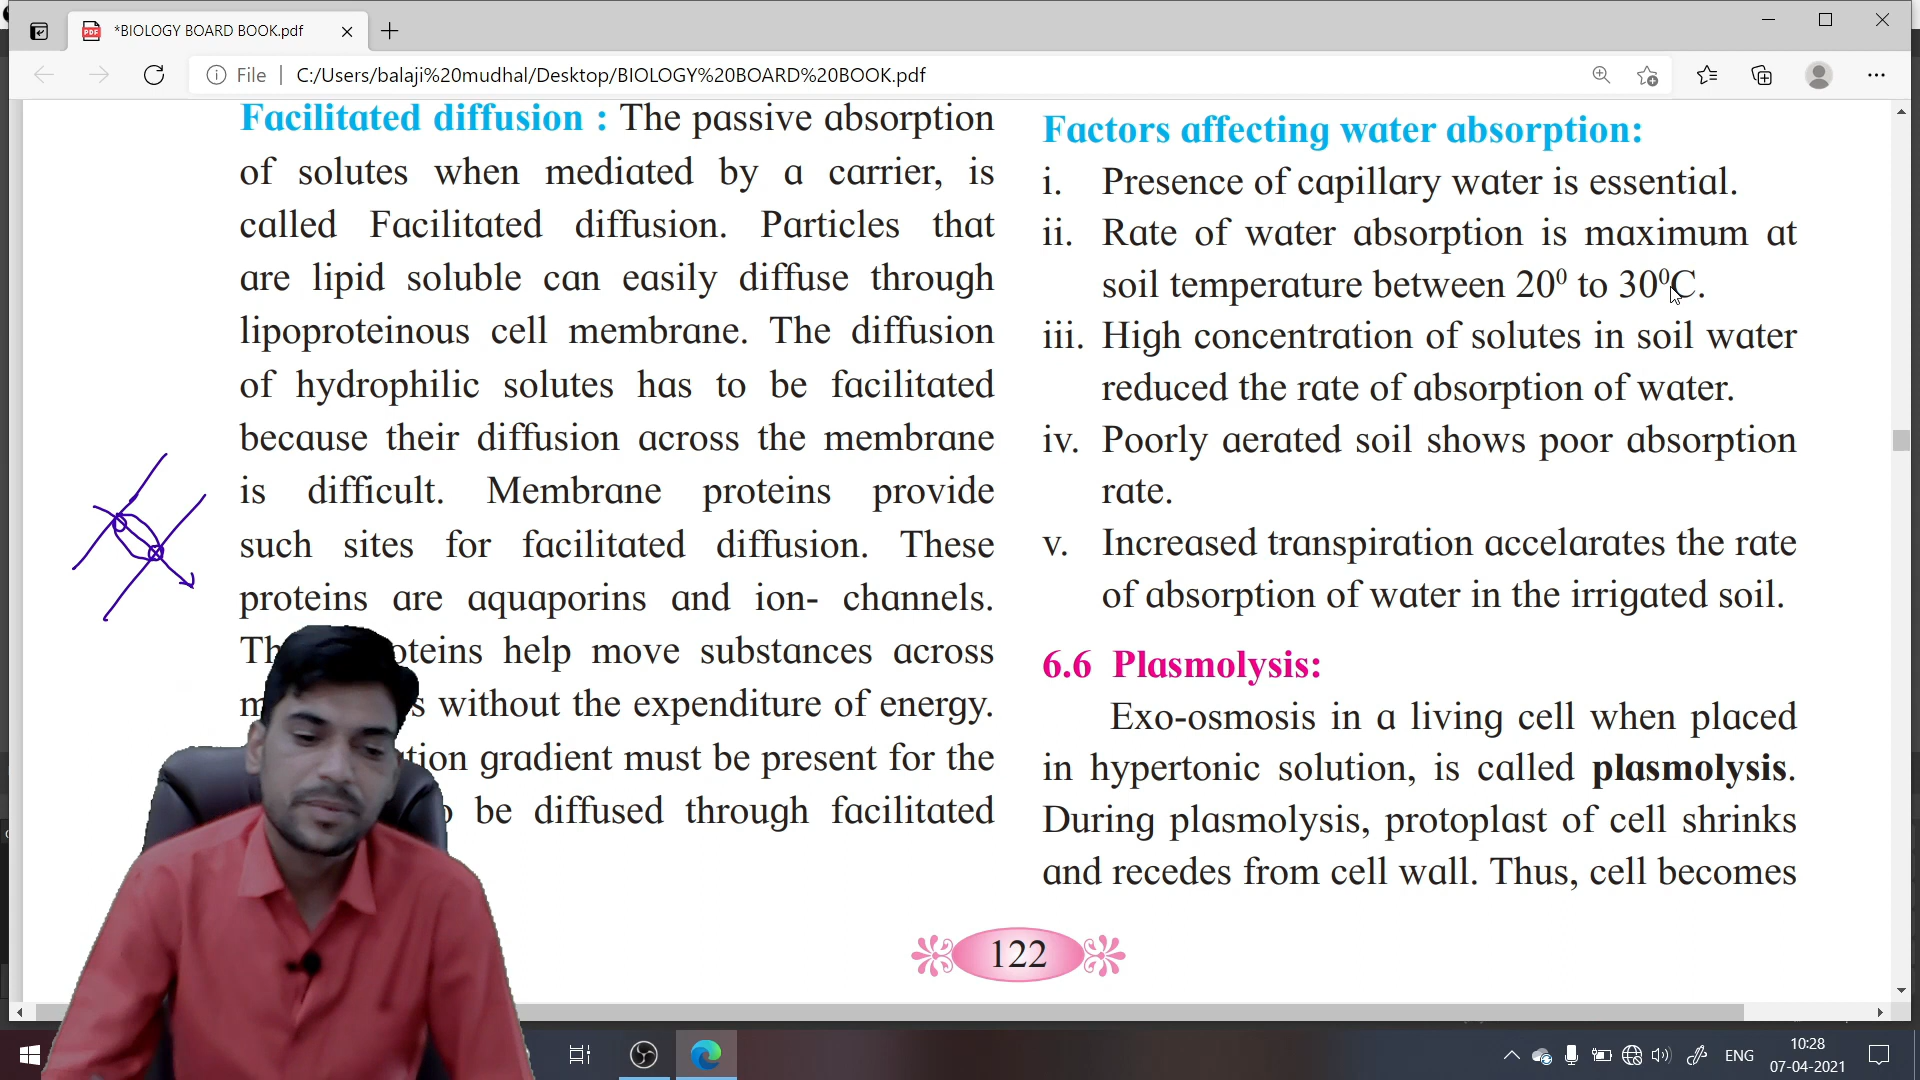 *BIOLOGY BOARD BOOK.pdf
File | C:/Users/balaji%20mudhal/Desktop/BIOLOGY%20BOARD%20BOOK.pdf
Facilitated diffusion : The passive absorption
of solutes when mediated by a carrier, is
called Facilitated diffusion. Particles that
are lipid soluble can easily diffuse through
lipoproteinous cell membrane. The diffusion
of hydrophilic solutes has to be facilitated
because their diffusion across the membrane
is difficult. Membrane proteins provide
such sites for facilitated diffusion. These
proteins are aquaporins and ion- channels.
help move substances across
without the expenditure of energy.
gradient must be present for the
be diffused through facilitated
Factors affecting water absorption:
i. Presence of capillary water is essential.
ii. Rate of water absorption is maximum at
soil temperature between 20⁰ to 30⁰C.
iii. High concentration of solutes in soil water
reduced the rate of absorption of water.
iv. Poorly aerated soil shows poor absorption
rate.
v. Increased transpiration accelarates the rate
of absorption of water in the irrigated soil.
6.6 Plasmolysis:
Exo-osmosis in a living cell when placed
in hypertonic solution, is called plasmolysis.
During plasmolysis, protoplast of cell shrinks
and recedes from cell wall. Thus, cell becomes
122
ENG
10:28
07-04-2021